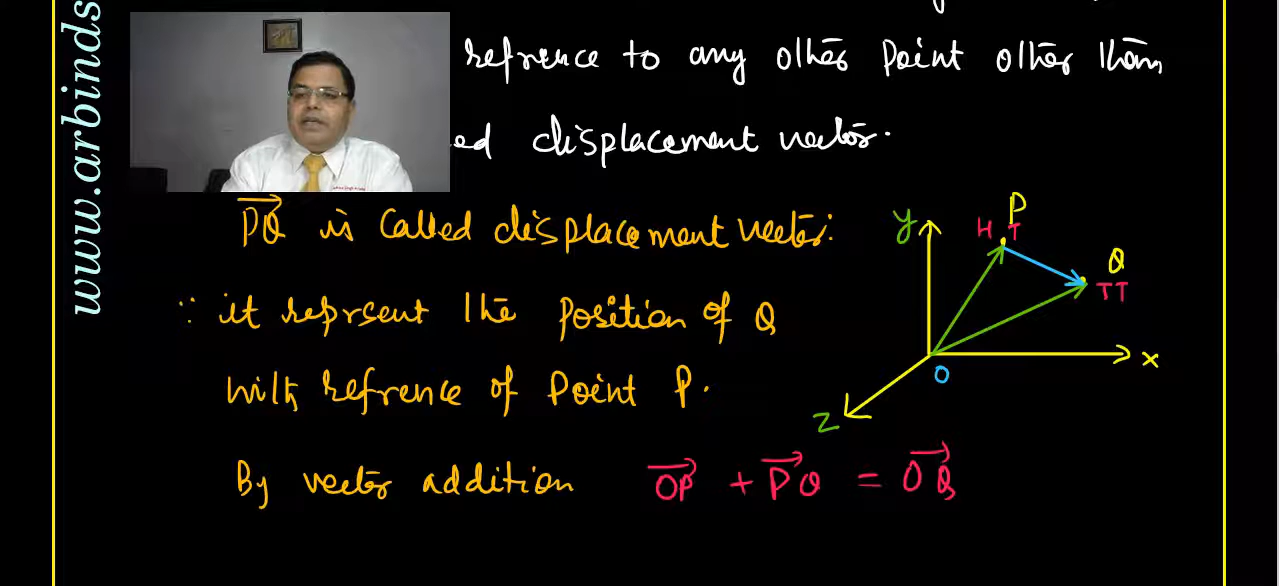 www.arbinds
refrence to any other point other than
ed displacement vector.
PQ is called displacement vector.
∵ it reprsent the position of Q
with refrence of point P.
By vector addition OP + PQ = OQ
P
Y H T
Q
TT
X
O
Z